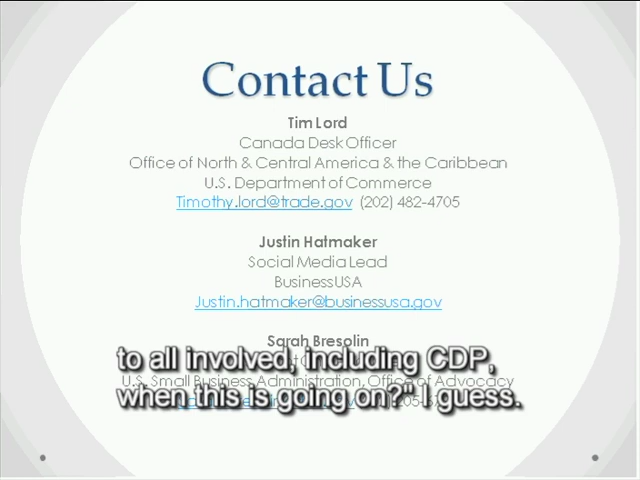 Contact Us
Tim Lord
Canada Desk Officer
Office of North & Central America & the Caribbean
U.S. Department of Commerce
Timothy.lord@trade.gov (202) 482-4705
Justin Hatmaker
Social Media Lead
BusinessUSA
Justin.hatmaker@businessusa.gov
Sarah Bresolin
to all involved, including CDP,
U.S. Small Business Administration, Office of Advocacy
when this is going on?" I guess.